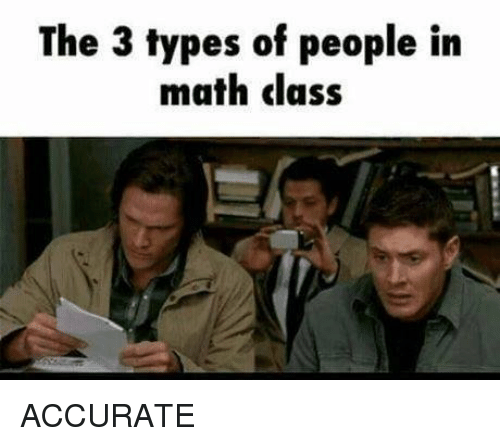 The 3 types of people in
math class
ACCURATE